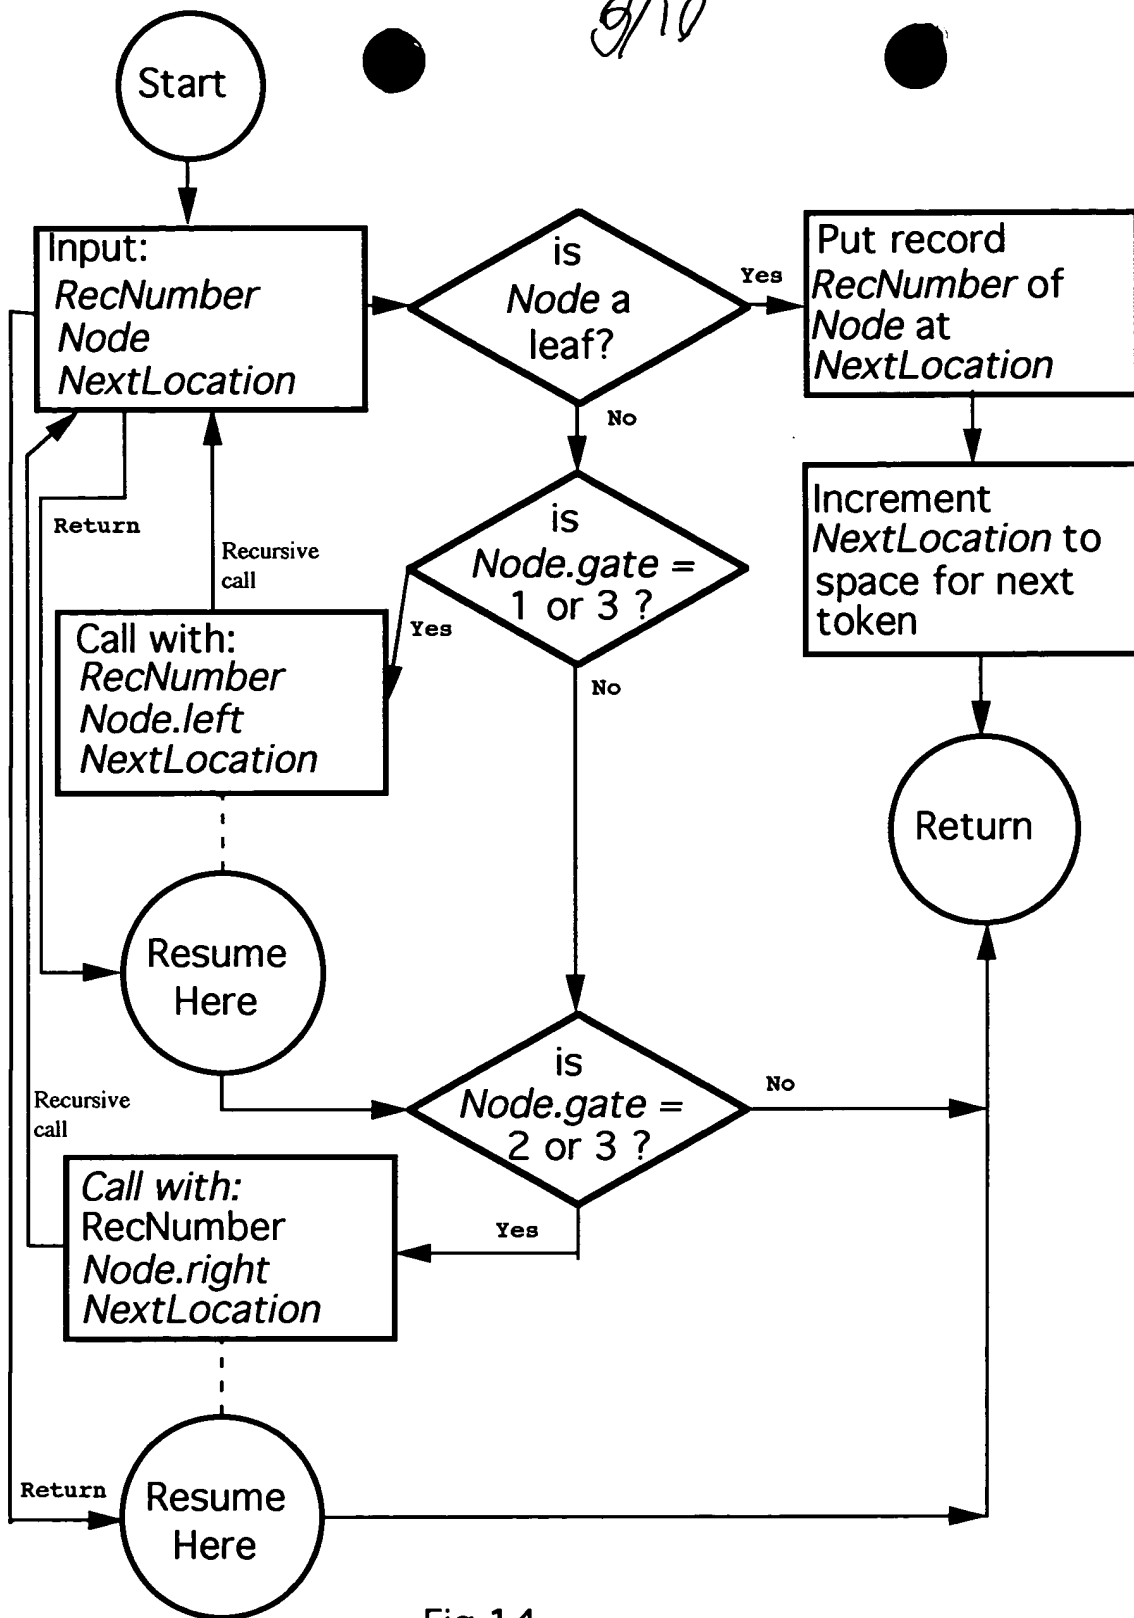 9/10
Start
Input:
RecNumber
Node
NextLocation
is
Node a
leaf?
Yes
Put record
RecNumber of
Node at
NextLocation
No
Increment
NextLocation to
space for next
token
is
Node.gate =
1 or 3 ?
Return
Recursive
call
Yes
Call with:
RecNumber
Node.left
NextLocation
No
Return
Resume
Here
is
Node.gate =
2 or 3 ?
No
Recursive
call
Call with:
RecNumber
Node.right
NextLocation
Yes
Return
Resume
Here